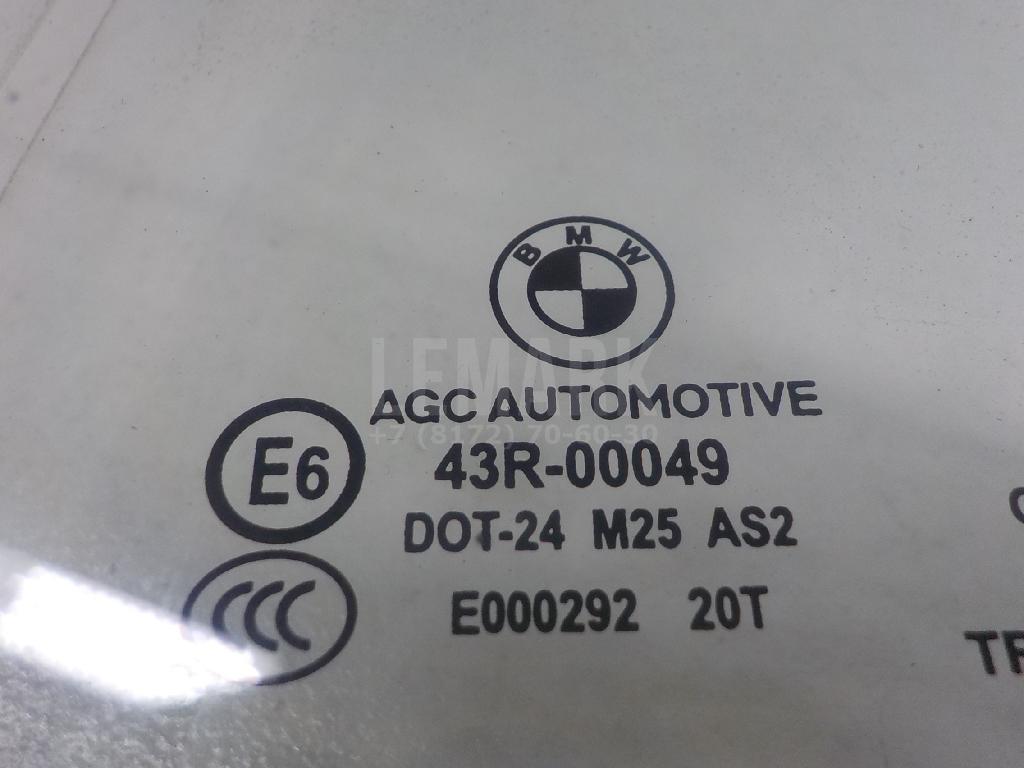 BMW
LEMARK
AGC AUTOMOTIVE
+7 (8172) 70-60-30
E6
43R-00049
DOT-24 M25 AS2
CCC
E000292 20T